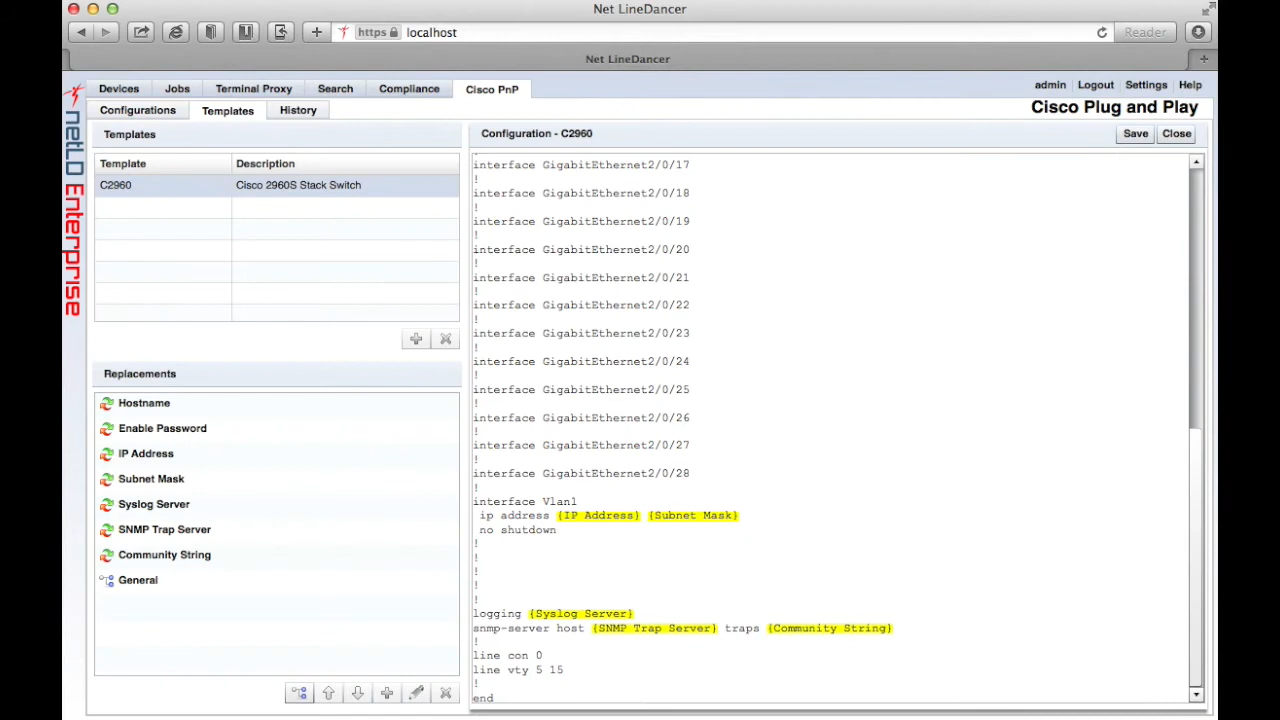 Net LineDancer
https localhost
Reader
Net LineDancer
Devices Jobs Terminal Proxy Search Compliance Cisco PnP
admin Logout Settings Help
Configurations Templates History
Cisco Plug and Play
netLD Enterprise
Templates
Template Description
C2960 Cisco 2960S Stack Switch
Replacements
Hostname
Enable Password
IP Address
Subnet Mask
Syslog Server
SNMP Trap Server
Community String
General
Configuration - C2960
Save Close
!
interface GigabitEthernet2/0/17
!
interface GigabitEthernet2/0/18
!
interface GigabitEthernet2/0/19
!
interface GigabitEthernet2/0/20
!
interface GigabitEthernet2/0/21
!
interface GigabitEthernet2/0/22
!
interface GigabitEthernet2/0/23
!
interface GigabitEthernet2/0/24
!
interface GigabitEthernet2/0/25
!
interface GigabitEthernet2/0/26
!
interface GigabitEthernet2/0/27
!
interface GigabitEthernet2/0/28
!
interface Vlan1
ip address {IP Address} {Subnet Mask}
no shutdown
!
!
!
!
!
logging {Syslog Server}
snmp-server host {SNMP Trap Server} traps {Community String}
!
line con 0
line vty 5 15
!
end